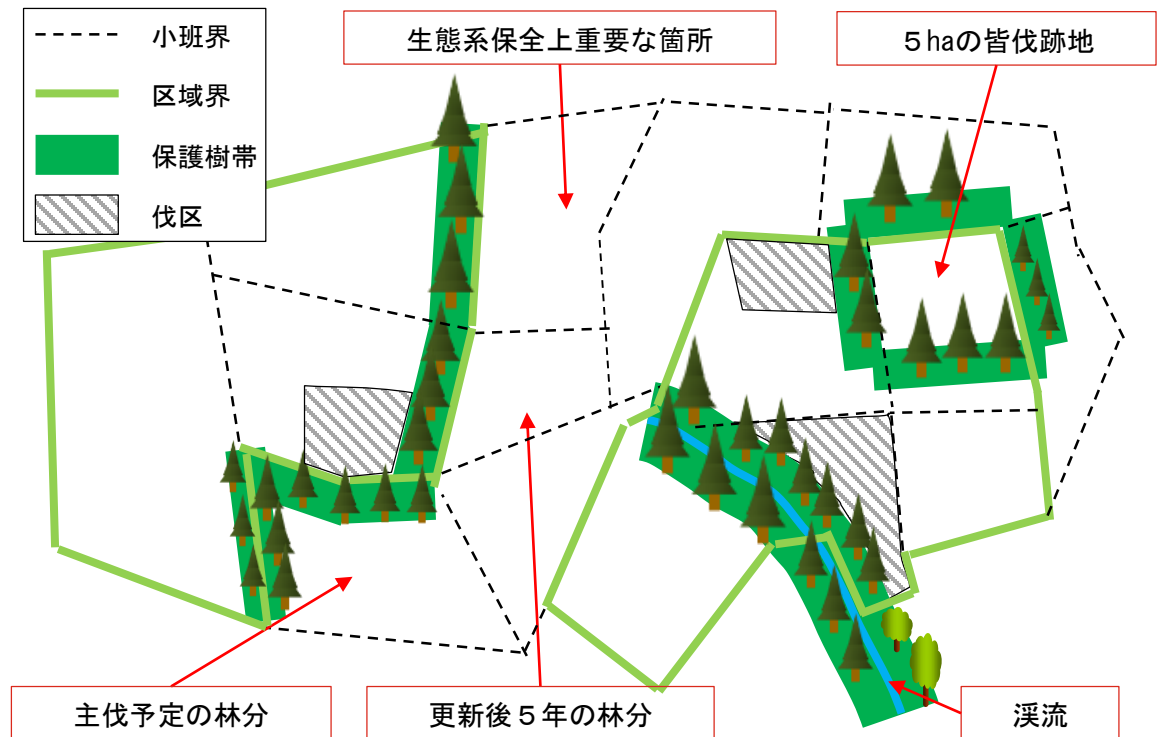 小班界
区域界
保護樹帯
伐区
生態系保全上重要な箇所
５haの皆伐跡地
主伐予定の林分
更新後５年の林分
渓流